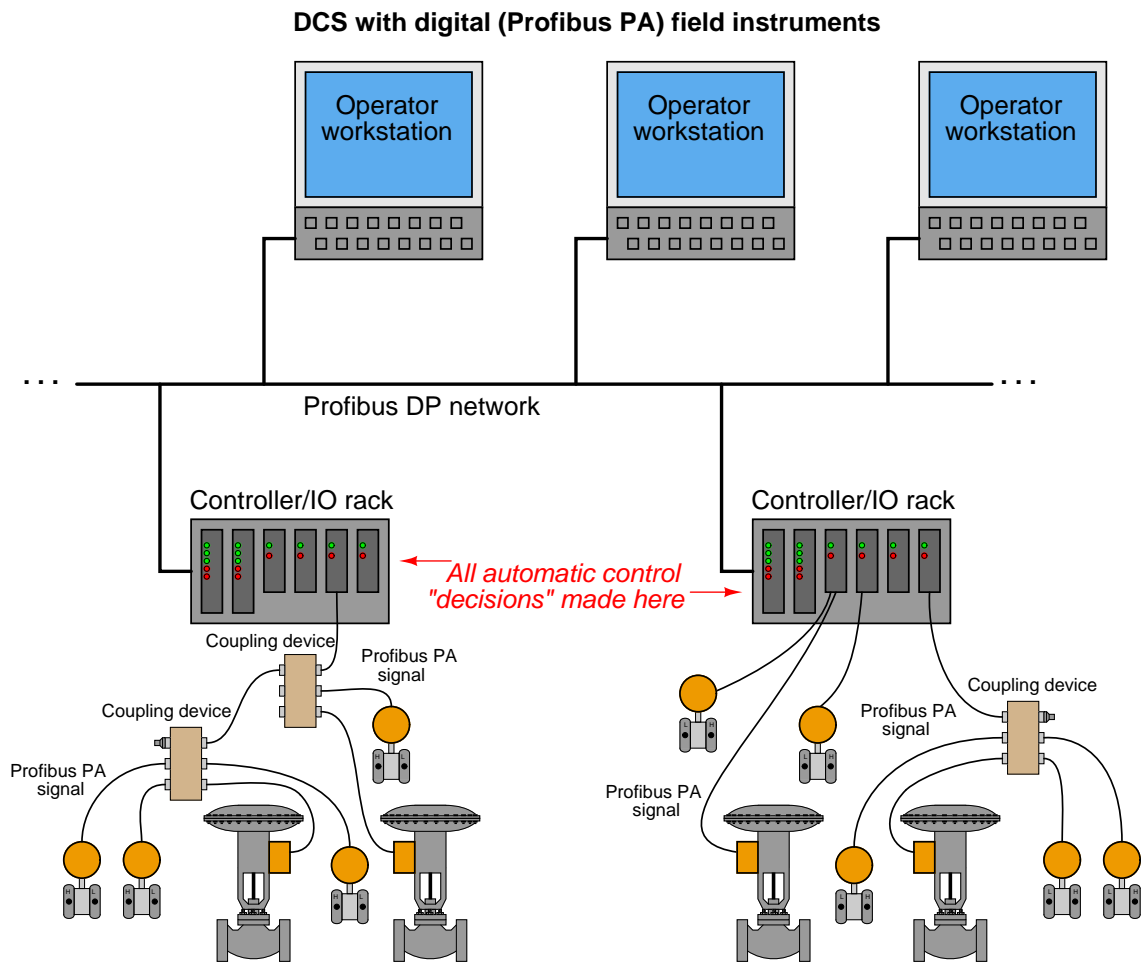 DCS with digital (Profibus PA) field instruments
Operator
workstation
Operator
workstation
Operator
workstation
. . .
. . .
Profibus DP network
Controller/IO rack
Controller/IO rack
All automatic control
"decisions" made here
Coupling device
Profibus PA
signal
Coupling device
Profibus PA
signal
Coupling device
Profibus PA
signal
Profibus PA
signal
L H
L H
H L
H L
H L
H L
L H
L H
L H